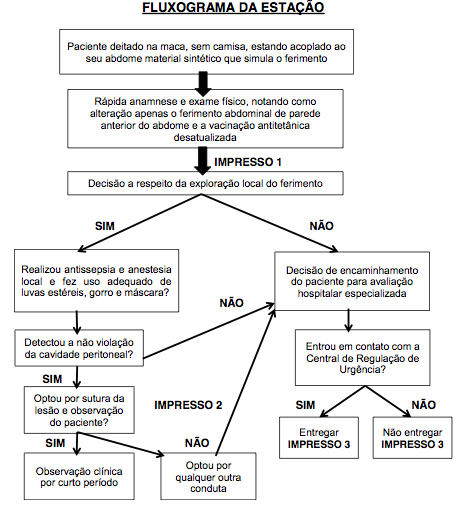 FLUXOGRAMA DA ESTAÇÃO
Paciente deitado na maca, sem camisa, estando acoplado ao
seu abdome material sintético que simula o ferimento
Rápida anamnese e exame físico, notando como
alteração apenas o ferimento abdominal de parede
anterior do abdome e a vacinação antitetânica
desatualizada
IMPRESSO 1
Decisão a respeito da exploração local do ferimento
SIM
NÃO
Realizou antissepsia e anestesia
local e fez uso adequado de
luvas estéreis, gorro e máscara?
Decisão de encaminhamento
do paciente para avaliação
hospitalar especializada
NÃO
Detectou a não violação
da cavidade peritoneal?
Entrou em contato com a
Central de Regulação de
Urgência?
SIM
Optou por sutura da
lesão e observação
do paciente?
IMPRESSO 2
SIM
NÃO
Entregar
IMPRESSO 3
Não entregar
IMPRESSO 3
SIM
NÃO
Observação clínica
por curto período
Optou por
qualquer outra
conduta